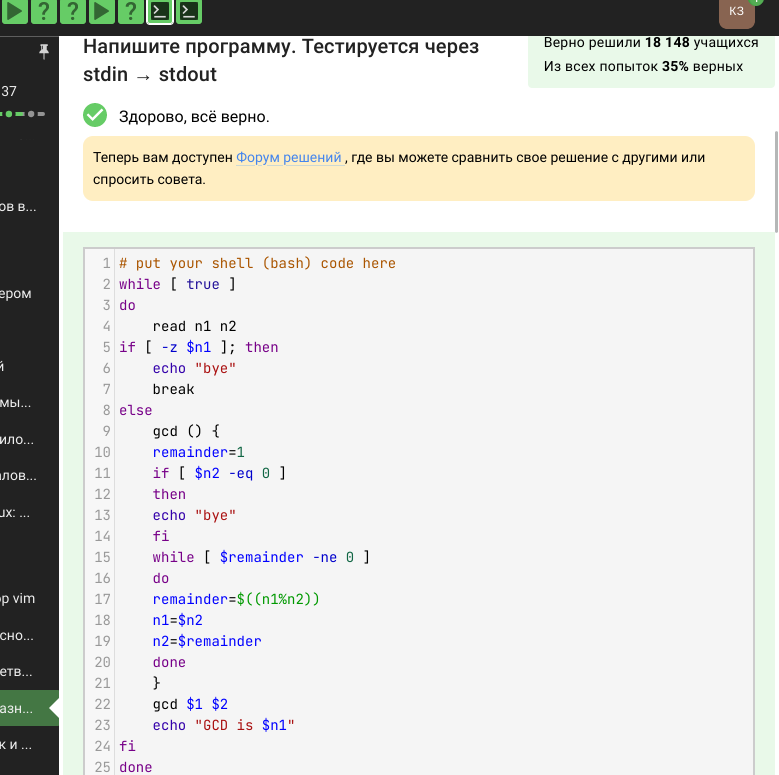 КЗ
Напишите программу. Тестируется через
stdin → stdout
Верно решили 18 148 учащихся
Из всех попыток 35% верных
Здорово, всё верно.
Теперь вам доступен Форум решений , где вы можете сравнить свое решение с другими или
спросить совета.
37
ов в...
ером
й
мы...
ило...
алов...
ux: ...
ор vim
сно...
етв...
азн...
к и ...
1 # put your shell (bash) code here
2 while [ true ]
3 do
4     read n1 n2
5 if [ -z $n1 ]; then
6     echo "bye"
7     break
8 else
9     gcd () {
10     remainder=1
11     if [ $n2 -eq 0 ]
12     then
13     echo "bye"
14     fi
15     while [ $remainder -ne 0 ]
16     do
17     remainder=$((n1%n2))
18     n1=$n2
19     n2=$remainder
20     done
21     }
22     gcd $1 $2
23     echo "GCD is $n1"
24 fi
25 done